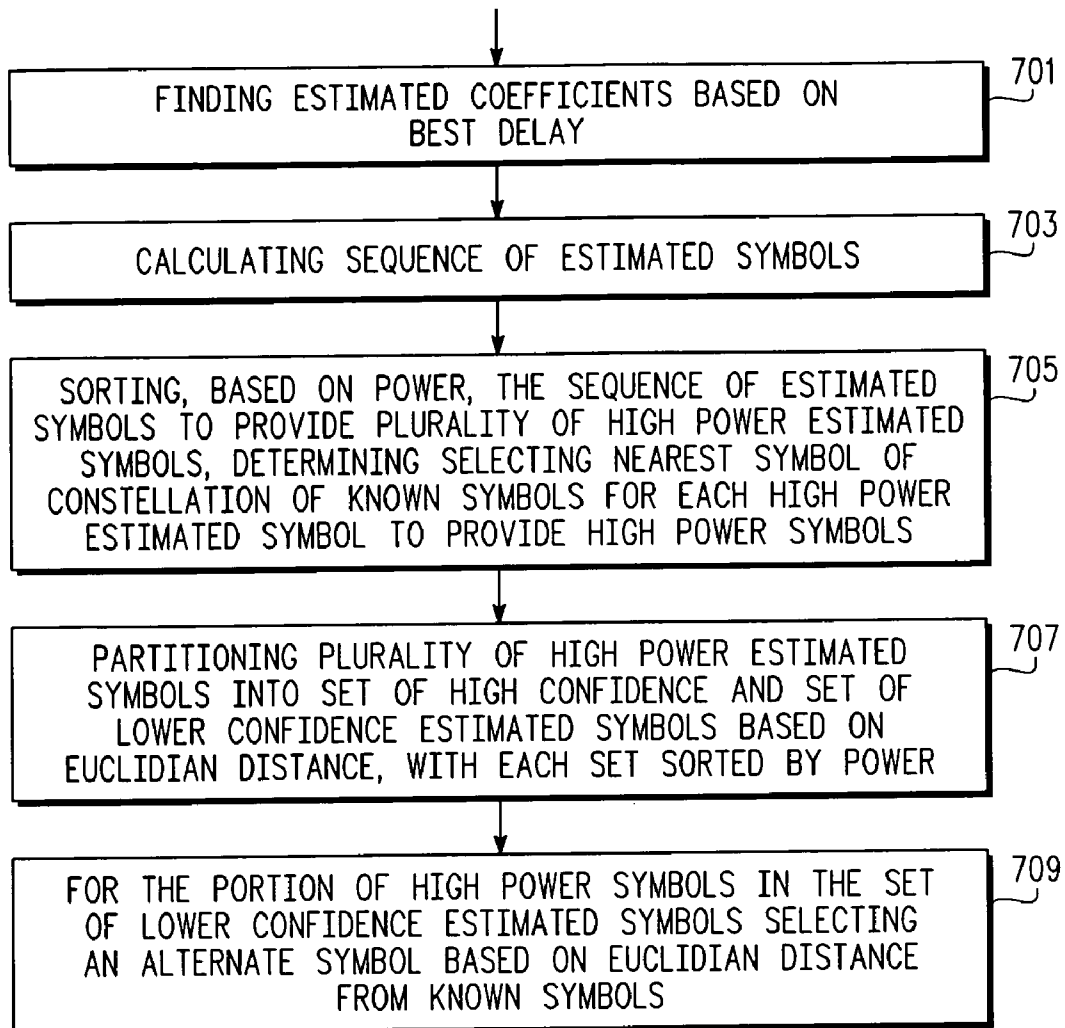 FINDING ESTIMATED COEFFICIENTS BASED ON
BEST DELAY
701
CALCULATING SEQUENCE OF ESTIMATED SYMBOLS
703
SORTING, BASED ON POWER, THE SEQUENCE OF ESTIMATED
SYMBOLS TO PROVIDE PLURALITY OF HIGH POWER ESTIMATED
SYMBOLS, DETERMINING SELECTING NEAREST SYMBOL OF
CONSTELLATION OF KNOWN SYMBOLS FOR EACH HIGH POWER
ESTIMATED SYMBOL TO PROVIDE HIGH POWER SYMBOLS
705
PARTITIONING PLURALITY OF HIGH POWER ESTIMATED
SYMBOLS INTO SET OF HIGH CONFIDENCE AND SET OF
LOWER CONFIDENCE ESTIMATED SYMBOLS BASED ON
EUCLIDIAN DISTANCE, WITH EACH SET SORTED BY POWER
707
FOR THE PORTION OF HIGH POWER SYMBOLS IN THE SET
OF LOWER CONFIDENCE ESTIMATED SYMBOLS SELECTING
AN ALTERNATE SYMBOL BASED ON EUCLIDIAN DISTANCE
FROM KNOWN SYMBOLS
709